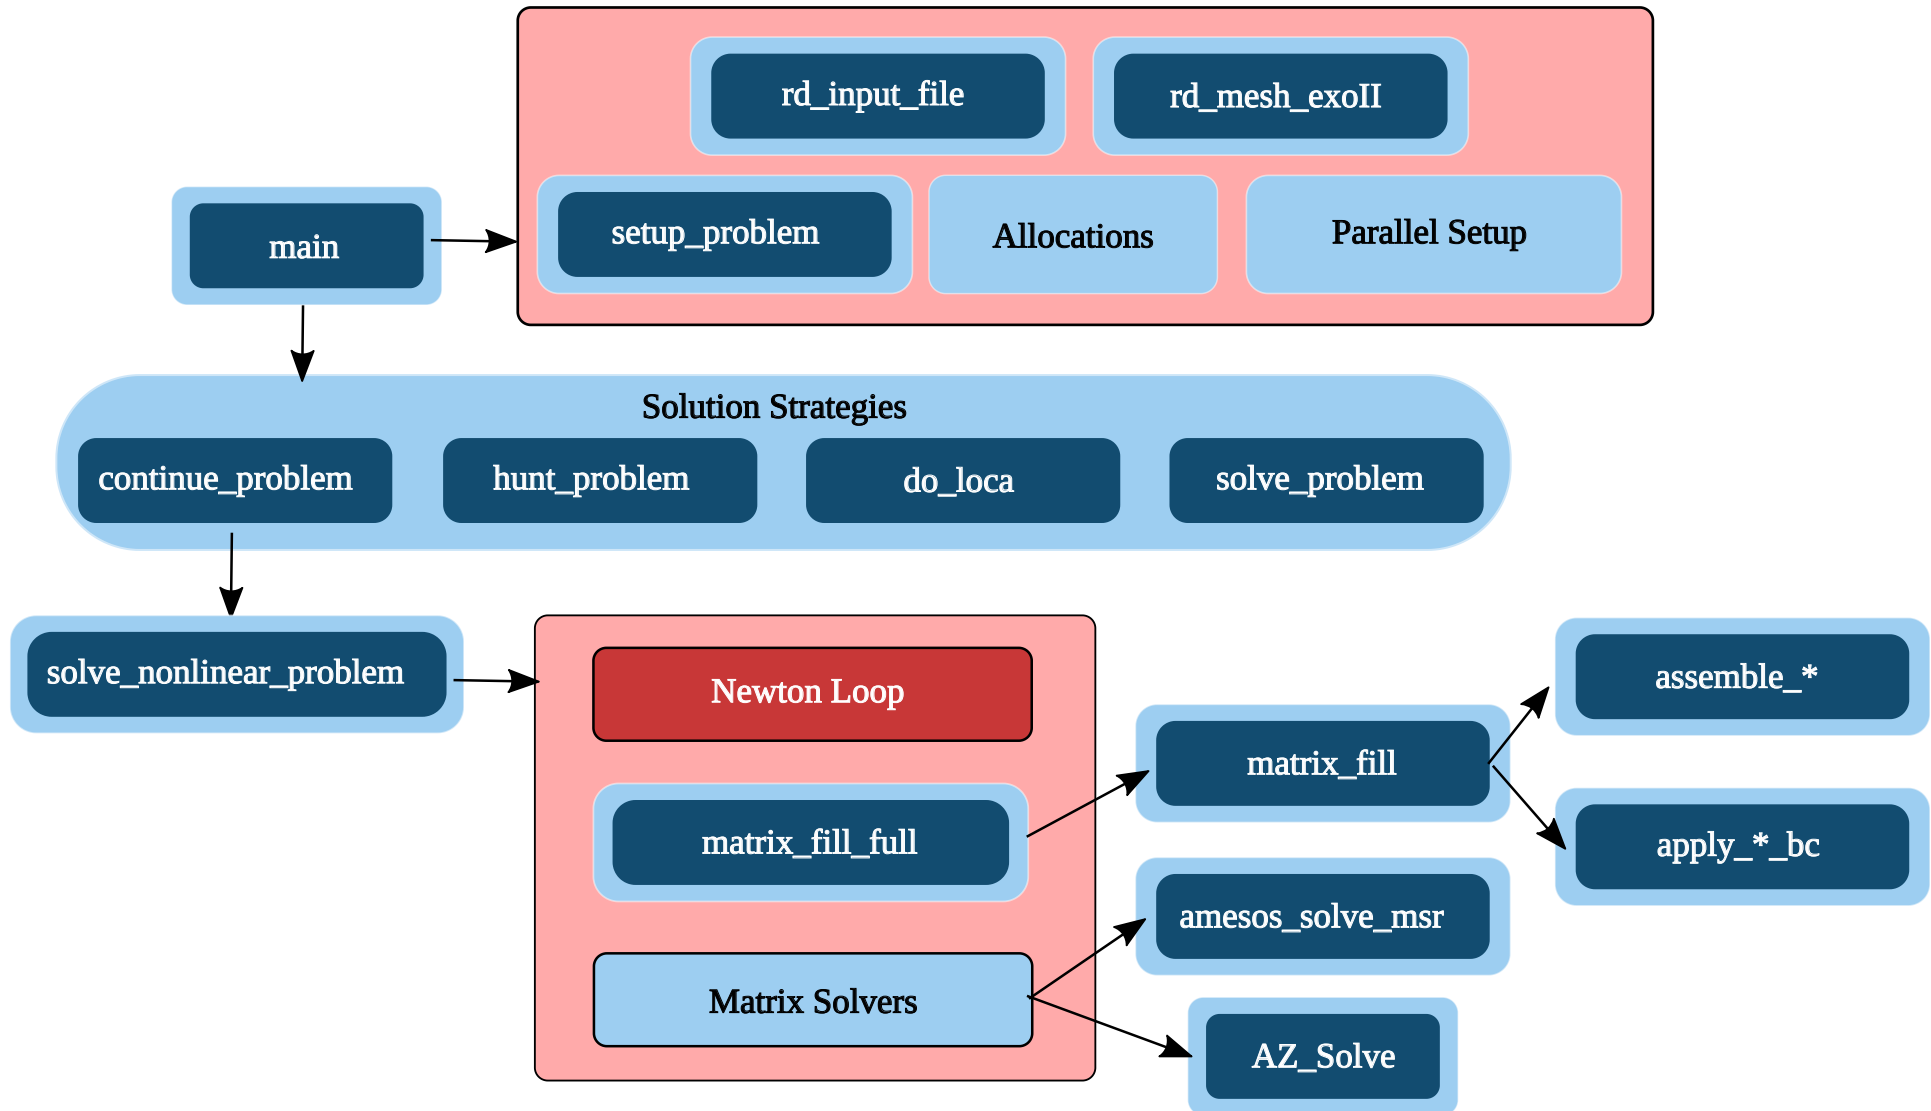 rd_input_file
rd_mesh_exoII
main
setup_problem
Allocations
Parallel Setup
Solution Strategies
continue_problem
hunt_problem
do_loca
solve_problem
solve_nonlinear_problem
Newton Loop
matrix_fill_full
Matrix Solvers
matrix_fill
amesos_solve_msr
AZ_Solve
assemble_*
apply_*_bc